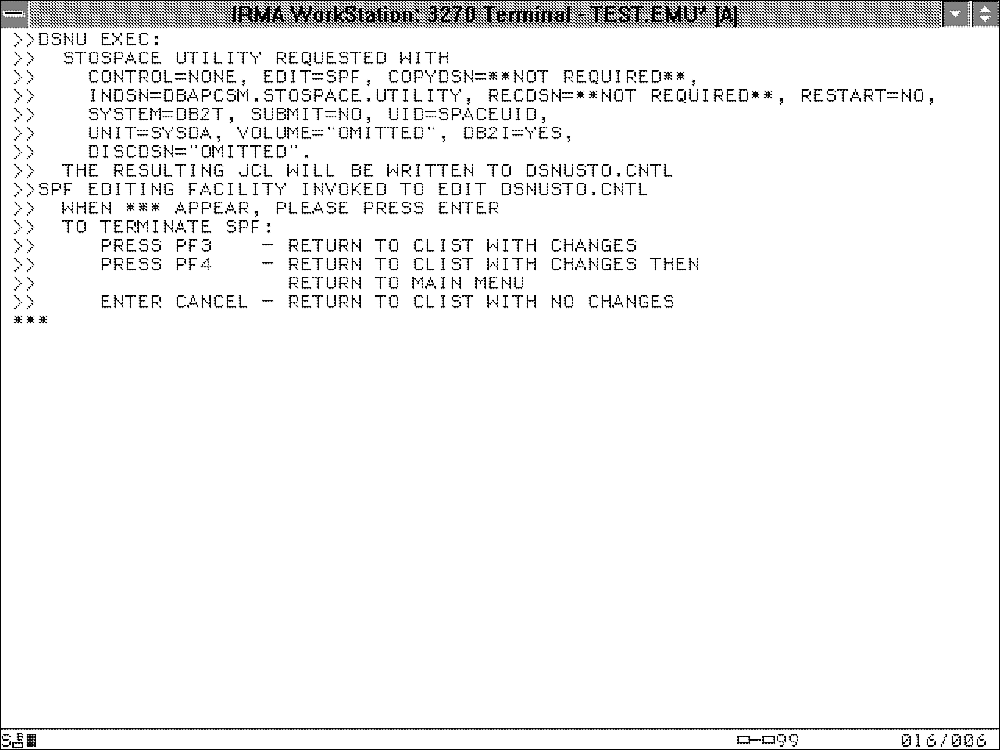 IRMA WorkStation: 3270 Terminal - TEST.EMU* [A]
>>DSNU EXEC:
>>  STOSPACE UTILITY REQUESTED WITH
>>    CONTROL=NONE, EDIT=SPF, COPYDSN=**NOT REQUIRED**,
>>    INDSN=DBAPCSM.STOSPACE.UTILITY, RECDSN=**NOT REQUIRED**, RESTART=NO,
>>    SYSTEM=DB2T, SUBMIT=NO, UID=SPACEUID,
>>    UNIT=SYSDA, VOLUME="OMITTED", DB2I=YES,
>>    DISCDSN="OMITTED".
>>  THE RESULTING JCL WILL BE WRITTEN TO DSNUSTO.CNTL
>>SPF EDITING FACILITY INVOKED TO EDIT DSNUSTO.CNTL
>>  WHEN *** APPEAR, PLEASE PRESS ENTER
>>  TO TERMINATE SPF:
>>     PRESS PF3    - RETURN TO CLIST WITH CHANGES
>>     PRESS PF4    - RETURN TO CLIST WITH CHANGES THEN
>>                    RETURN TO MAIN MENU
>>     ENTER CANCEL - RETURN TO CLIST WITH NO CHANGES
***
99 016/006